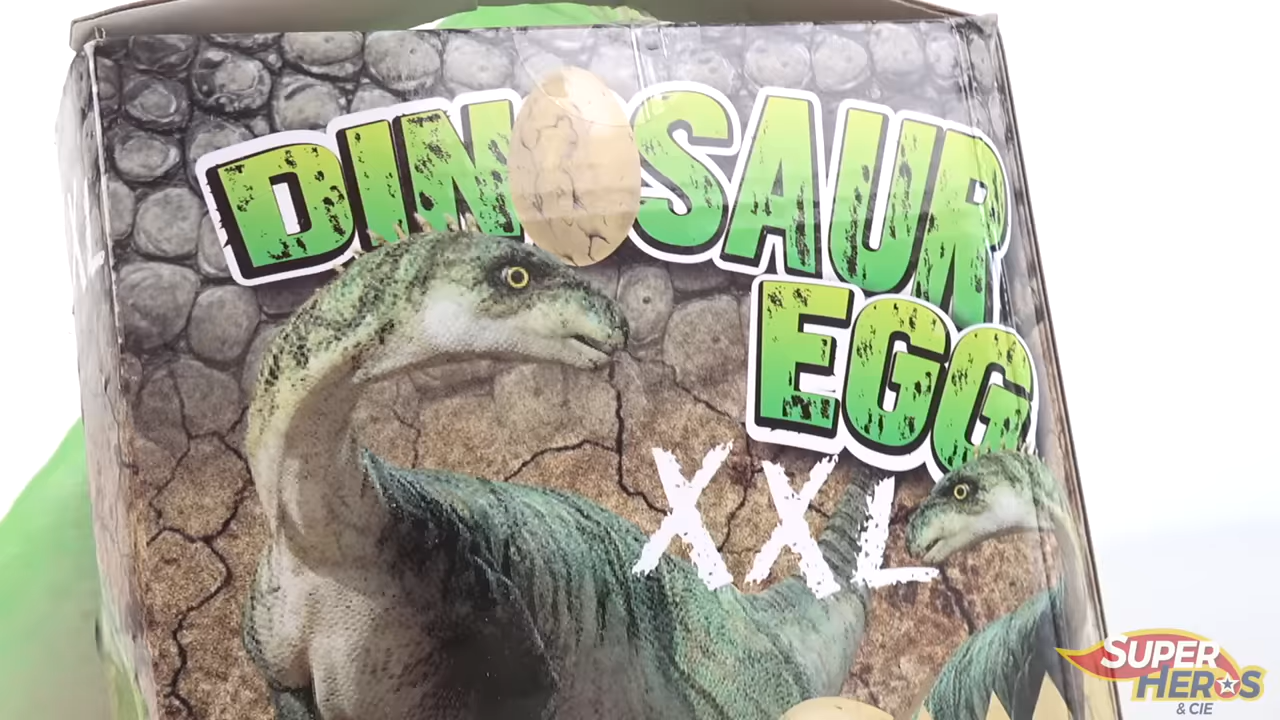 DINOSAUR
EGG
XXL
SUPER
HEROS
& CIE